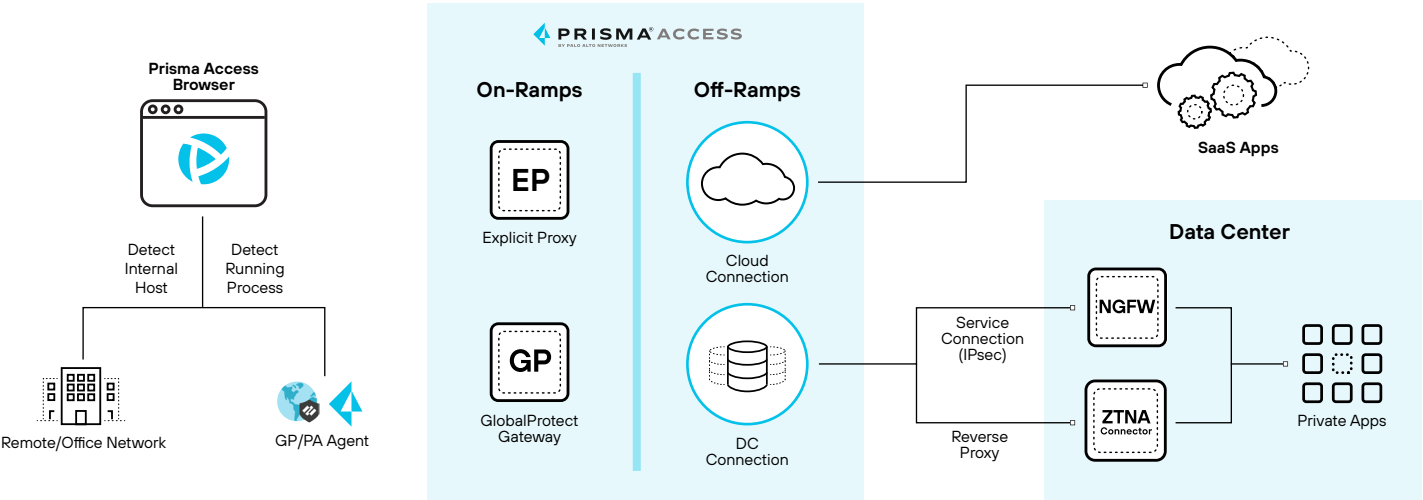 Prisma Access
Browser
Detect
Internal
Host
Detect
Running
Process
Remote/Office Network
GP/PA Agent
PRISMA® ACCESS
BY PALO ALTO NETWORKS
On-Ramps
Off-Ramps
EP
Explicit Proxy
GP
GlobalProtect
Gateway
Cloud
Connection
DC
Connection
SaaS Apps
Service
Connection
(IPsec)
Reverse
Proxy
Data Center
NGFW
ZTNA
Connector
Private Apps